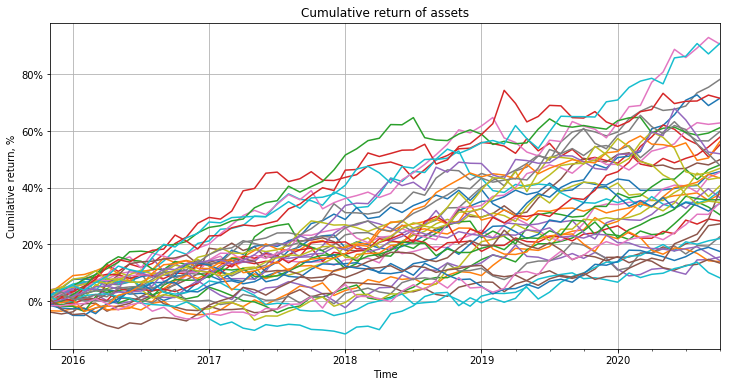 Cumulative return of assets
Cumilative return, %
80%
60%
40%
20%
0%
2016 2017 2018 2019 2020
Time